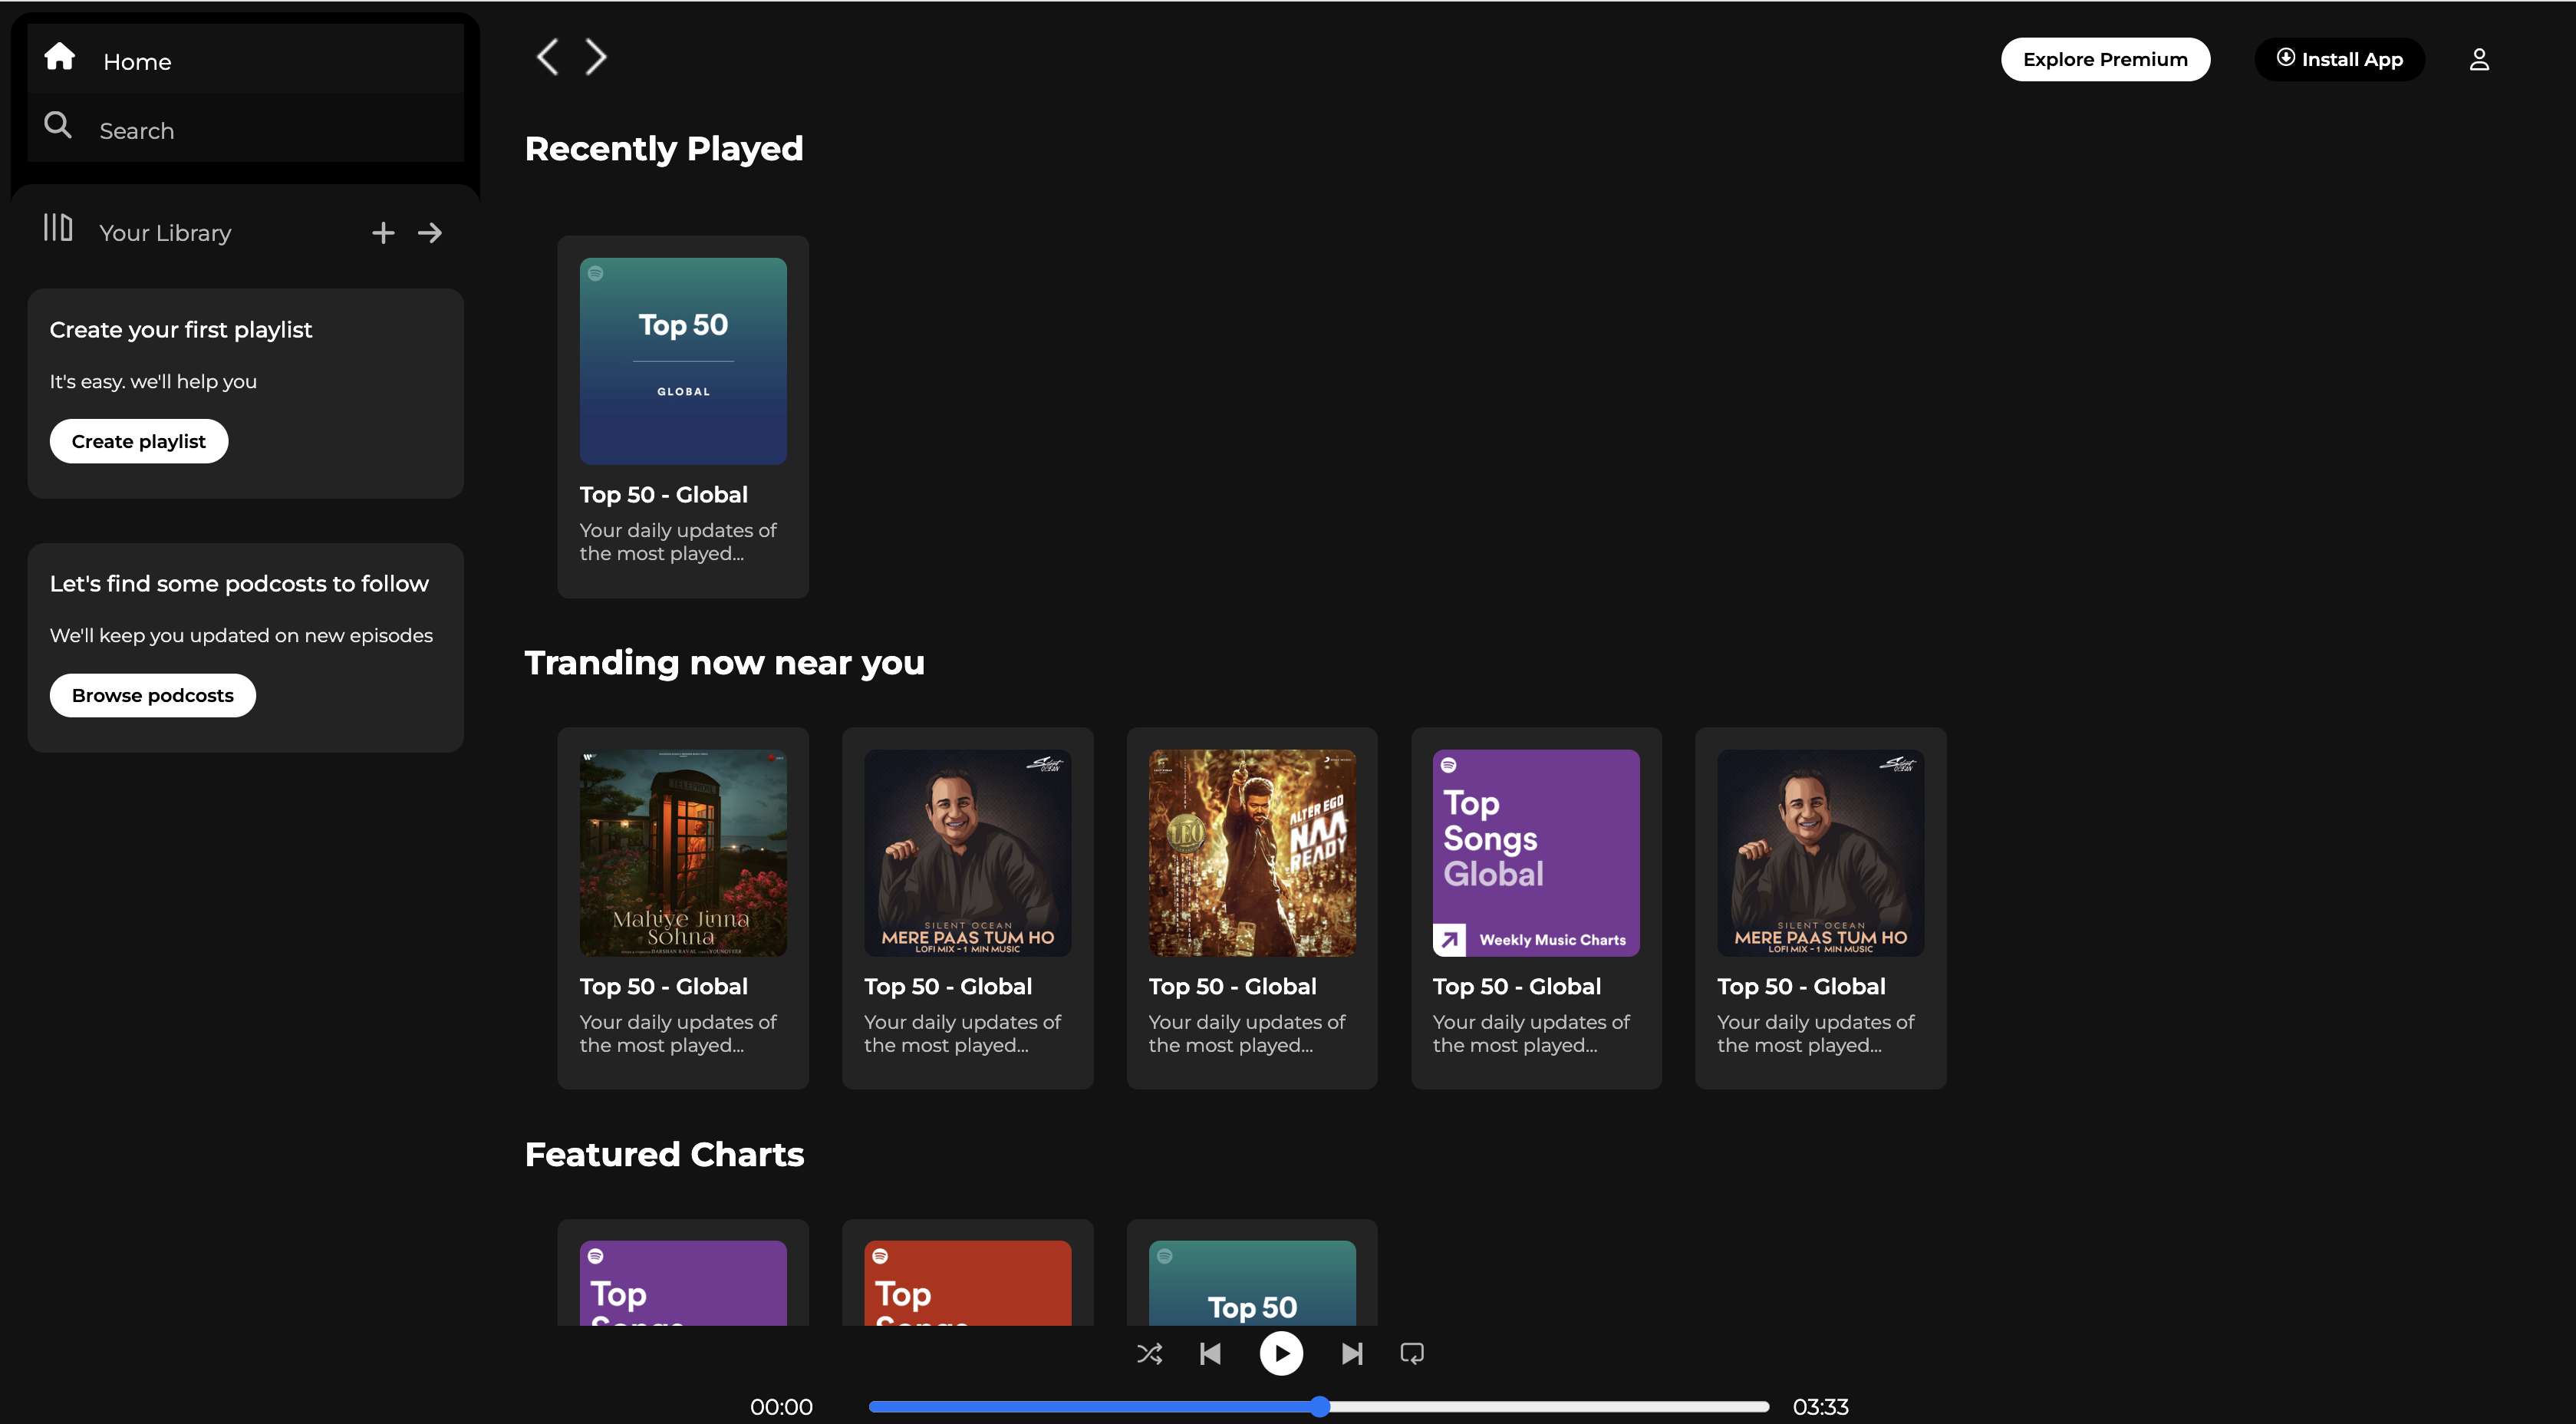 Home
Search
Your Library
Create your first playlist
It's easy. we'll help you
Create playlist
Let's find some podcosts to follow
We'll keep you updated on new episodes
Browse podcosts
Explore Premium
Install App
Recently Played
Top 50
GLOBAL
Top 50 - Global
Your daily updates of
the most played...
Tranding now near you
TELEPHONE
Mahiye Jinna
Sohna
Top 50 - Global
Your daily updates of
the most played...
Silent
OCEAN
SILENT OCEAN
MERE PAAS TUM HO
LOFI MIX - 1 MIN MUSIC
Top 50 - Global
Your daily updates of
the most played...
LEO
ALTER EGO
NAA
READY
Top 50 - Global
Your daily updates of
the most played...
Top
Songs
Global
Weekly Music Charts
Top 50 - Global
Your daily updates of
the most played...
Silent
OCEAN
SILENT OCEAN
MERE PAAS TUM HO
LOFI MIX - 1 MIN MUSIC
Top 50 - Global
Your daily updates of
the most played...
Featured Charts
Top
Songs
Top
Songs
Top 50
00:00
03:33